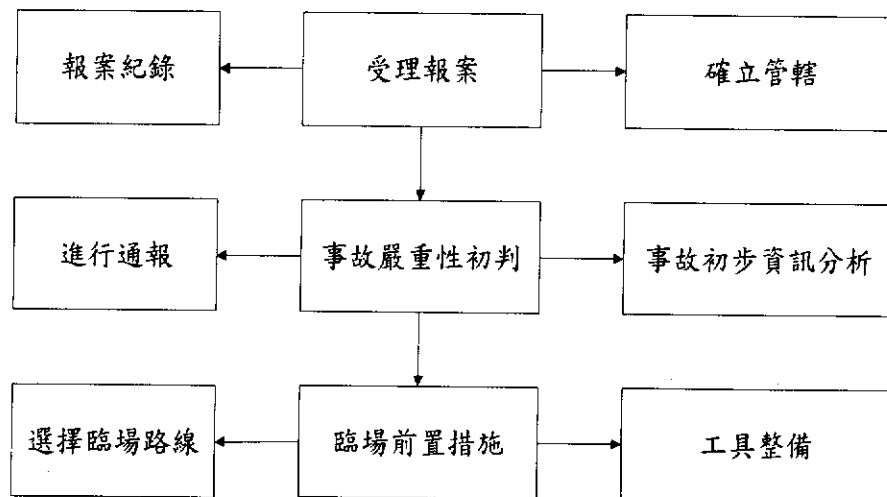 報案紀錄
受理報案
確立管轄
進行通報
事故嚴重性初判
事故初步資訊分析
選擇臨場路線
臨場前置措施
工具整備